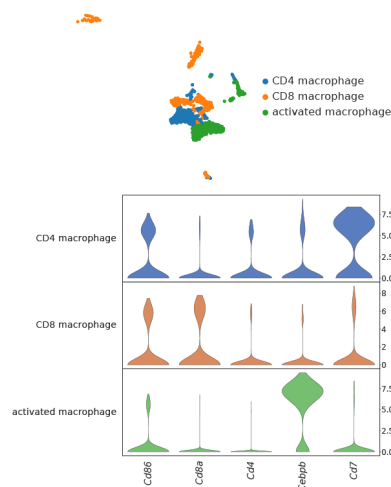 CD4 macrophage
CD8 macrophage
activated macrophage
CD4 macrophage
7.5
5.0
2.5
0.0
CD8 macrophage
8
6
4
2
0
activated macrophage
7.5
5.0
2.5
0.0
Cd86
Cd8a
Cd4
Cebpb
Cd7